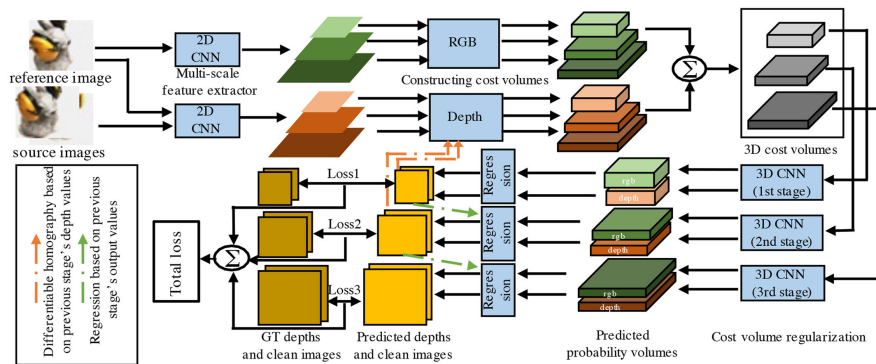 reference image
source images
2D
CNN
Multi-scale
feature extractor
2D
CNN
RGB
Constructing cost volumes
Depth
Σ
3D cost volumes
3D CNN
(1st stage)
3D CNN
(2nd stage)
3D CNN
(3rd stage)
Cost volume regularization
rgb
depth
rgb
depth
rgb
depth
Predicted
probability volumes
Regres
sion
Regres
sion
Regres
sion
Loss1
Loss2
Loss3
Predicted depths
and clean images
GT depths
and clean images
Σ
Total loss
Differentiable homography based
on previous stage's depth values
Regression based on previous
stage's output values